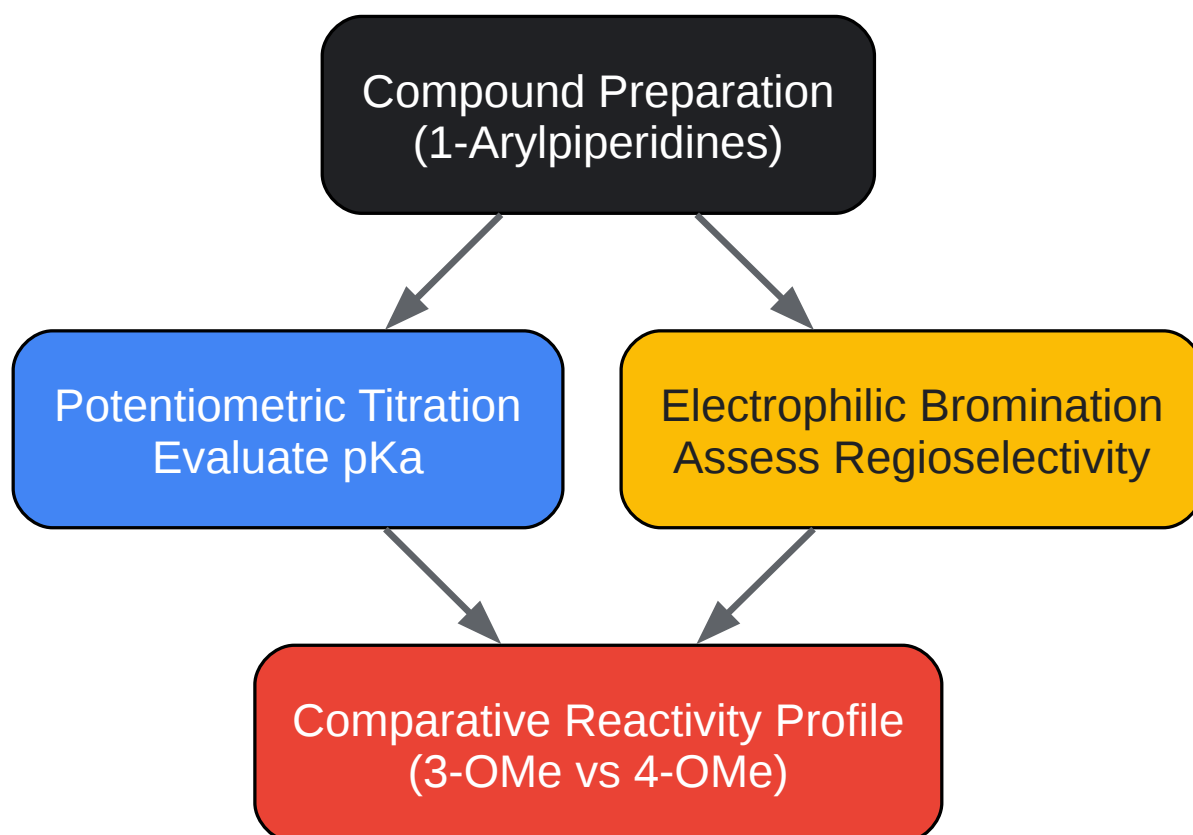 Compound Preparation
(1-Arylpiperidines)
Potentiometric Titration
Evaluate pKa
Electrophilic Bromination
Assess Regioselectivity
Comparative Reactivity Profile
(3-OMe vs 4-OMe)